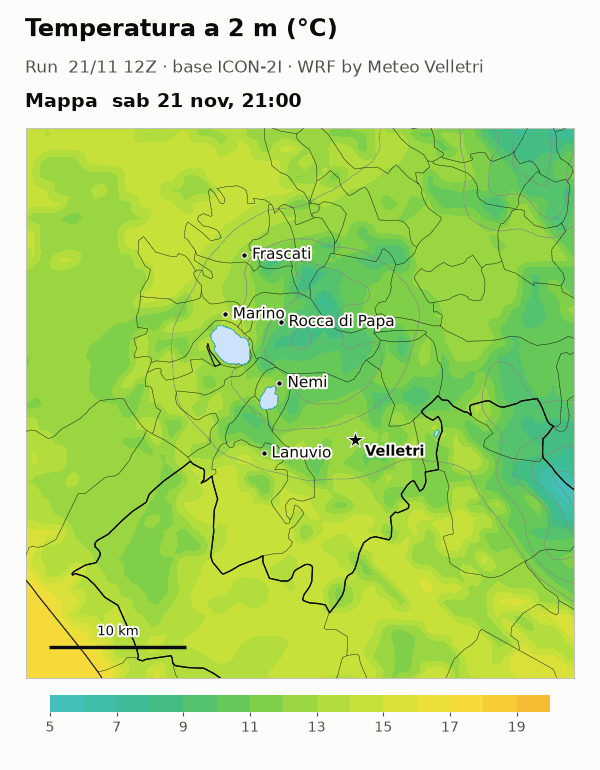 Temperatura a 2 m (°C)
Run  21/11 12Z · base ICON-2I · WRF by Meteo Velletri
Mappa  sab 21 nov, 21:00
Frascati
Marino
Rocca di Papa
Nemi
Velletri
Lanuvio
10 km
5 7 9 11 13 15 17 19